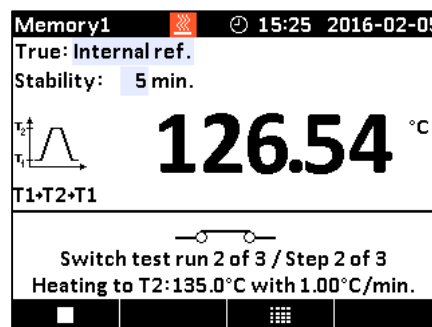 Memory1 15:25 2016-02-05
True: Internal ref.
Stability: 5 min.
126.54 °C
T2
T1
T1→T2→T1
Switch test run 2 of 3 / Step 2 of 3
Heating to T2:135.0°C with 1.00°C/min.